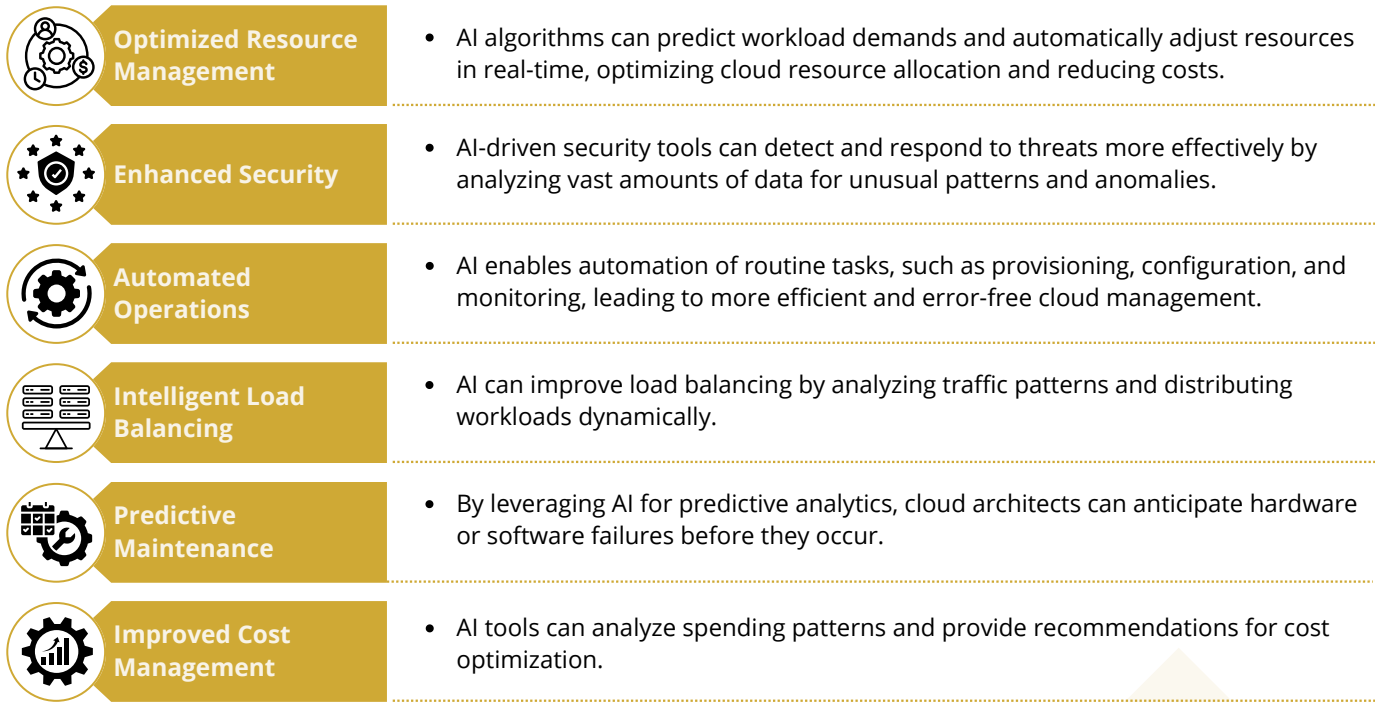 Optimized Resource
Management
• AI algorithms can predict workload demands and automatically adjust resources
in real-time, optimizing cloud resource allocation and reducing costs.
Enhanced Security
• AI-driven security tools can detect and respond to threats more effectively by
analyzing vast amounts of data for unusual patterns and anomalies.
Automated
Operations
• AI enables automation of routine tasks, such as provisioning, configuration, and
monitoring, leading to more efficient and error-free cloud management.
Intelligent Load
Balancing
• AI can improve load balancing by analyzing traffic patterns and distributing
workloads dynamically.
Predictive
Maintenance
• By leveraging AI for predictive analytics, cloud architects can anticipate hardware
or software failures before they occur.
Improved Cost
Management
• AI tools can analyze spending patterns and provide recommendations for cost
optimization.